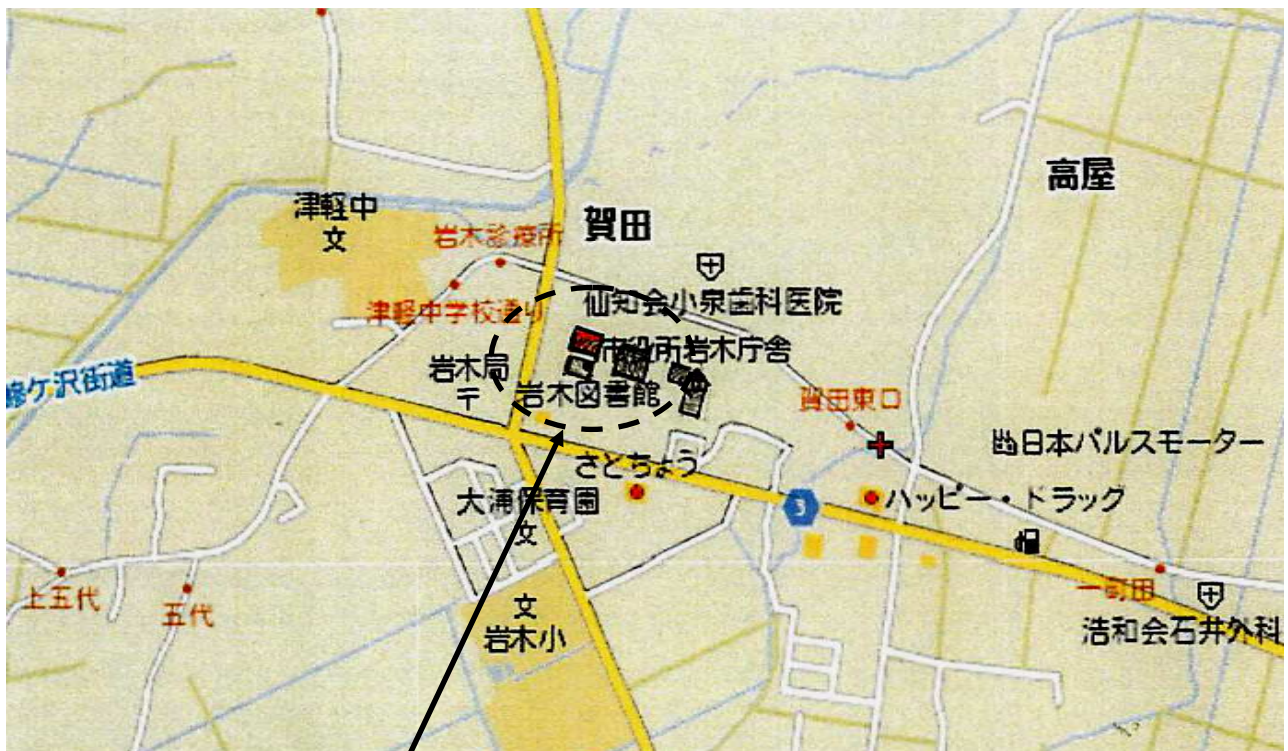 高屋
津軽中
文
賀田
岩木診療所
仙知会小泉歯科医院
津軽中学校通り
市役所岩木庁舎
岩木局
〒
鰺ケ沢街道
岩木図書館
賀田東口
日本パルスモーター
さとちょう
大浦保育園
文
3
ハッピー・ドラッグ
上五代
五代
文
岩木小
一町田
浩和会石井外科